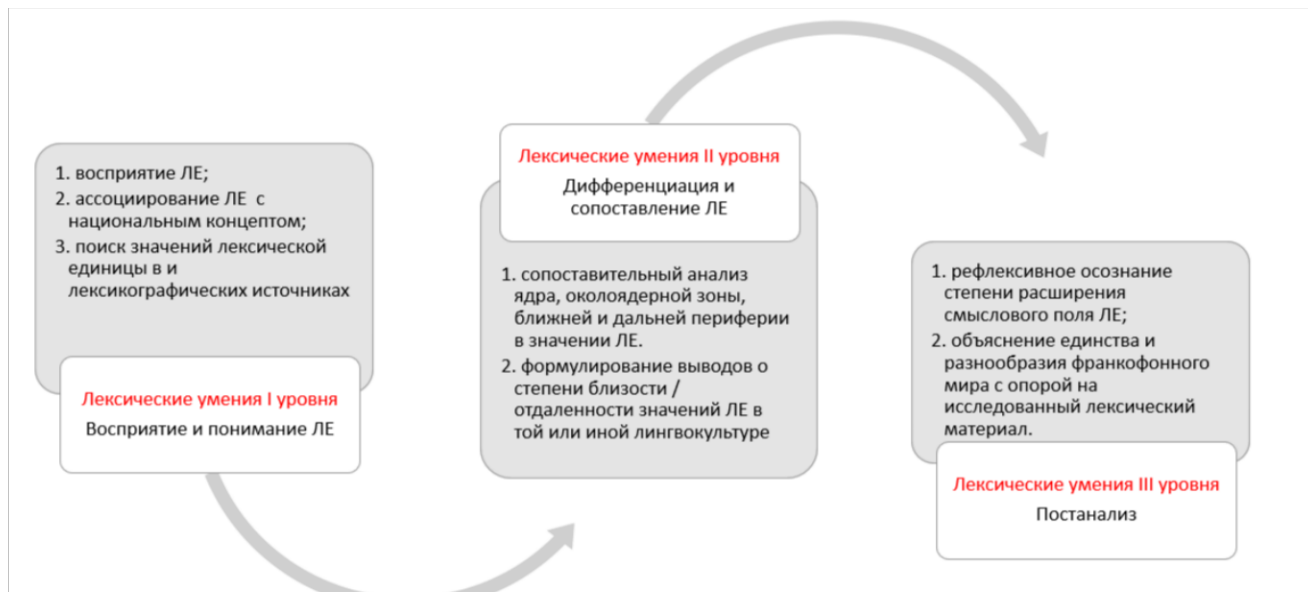 1. восприятие ЛЕ;
2. ассоциирование ЛЕ с
национальным концептом;
3. поиск значений лексической
единицы в и
лексикографических источниках
Лексические умения I уровня
Восприятие и понимание ЛЕ
Лексические умения II уровня
Дифференциация и
сопоставление ЛЕ
1. сопоставительный анализ
ядра, околоядерной зоны,
ближней и дальней периферии
в значении ЛЕ.
2. формулирование выводов о
степени близости /
отдаленности значений ЛЕ в
той или иной лингвокультуре
1. рефлексивное осознание
степени расширения
смыслового поля ЛЕ;
2. объяснение единства и
разнообразия франкофонного
мира с опорой на
исследованный лексический
материал.
Лексические умения III уровня
Постанализ